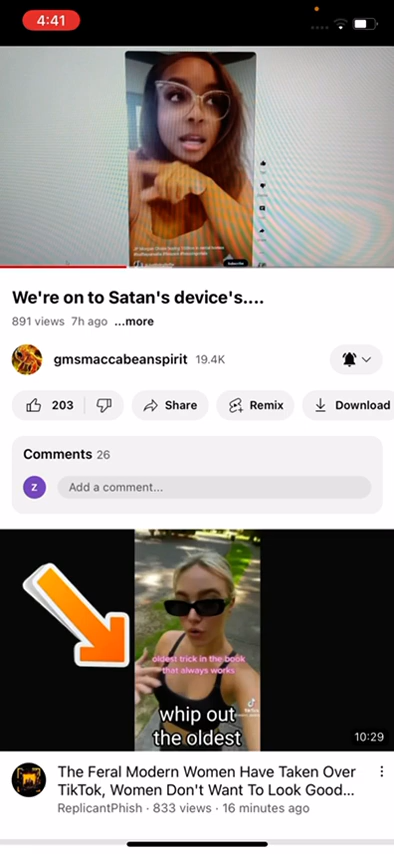 4:41
Subscribe
We're on to Satan's device's....
891 views 7h ago ...more
gmsmaccabeanspirit 19.4K
203 Share Remix Download
Comments 26
Z Add a comment...
oldest trick in the book
that always works
TikTok
whip out
the oldest
10:29
The Feral Modern Women Have Taken Over
TikTok, Women Don't Want To Look Good...
ReplicantPhish · 833 views · 16 minutes ago